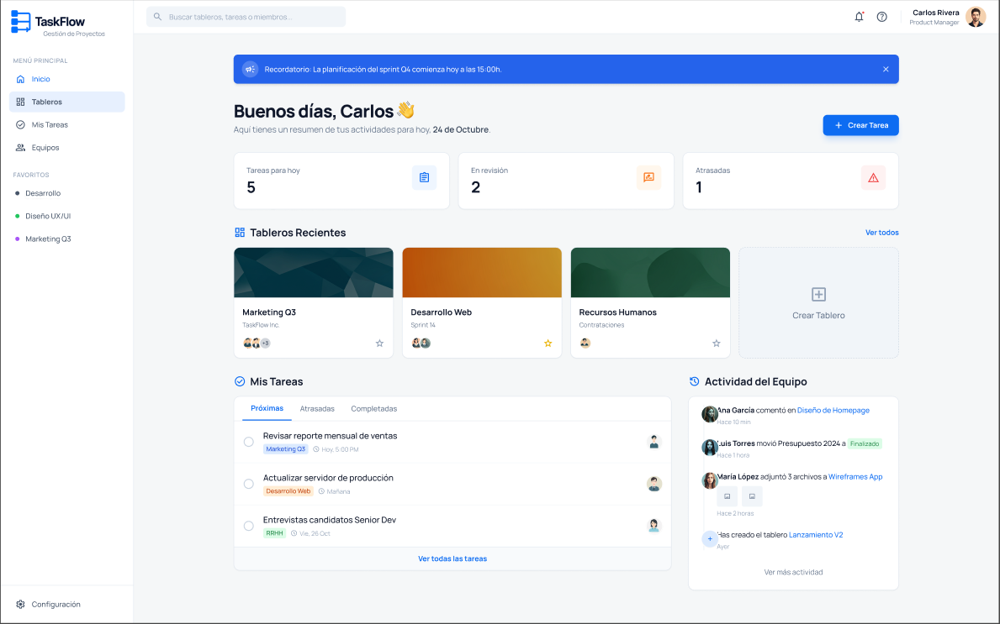 TaskFlow
Gestión de Proyectos
MENÚ PRINCIPAL
Inicio
Tableros
Mis Tareas
Equipos
FAVORITOS
Desarrollo
Diseño UX/UI
Marketing Q3
Configuración
Buscar tableros, tareas o miembros...
Carlos Rivera
Product Manager
Recordatorio: La planificación del sprint Q4 comienza hoy a las 15:00h.
Buenos días, Carlos 👋
Aquí tienes un resumen de tus actividades para hoy, 24 de Octubre.
Crear Tarea
Tareas para hoy
5
En revisión
2
Atrasadas
1
Tableros Recientes
Ver todos
Marketing Q3
TaskFlow Inc.
+3
Desarrollo Web
Sprint 14
Recursos Humanos
Contrataciones
Crear Tablero
Mis Tareas
Próximas Atrasadas Completadas
Revisar reporte mensual de ventas
Marketing Q3 Hoy, 5:00 PM
Actualizar servidor de producción
Desarrollo Web Mañana
Entrevistas candidatos Senior Dev
RRHH Vie, 26 Oct
Ver todas las tareas
Actividad del Equipo
Ana García comentó en Diseño de Homepage
Hace 10 min
Luis Torres movió Presupuesto 2024 a Finalizado
Hace 1 hora
María López adjuntó 3 archivos a Wireframes App
Hace 2 horas
Has creado el tablero Lanzamiento V2
Ayer
Ver más actividad